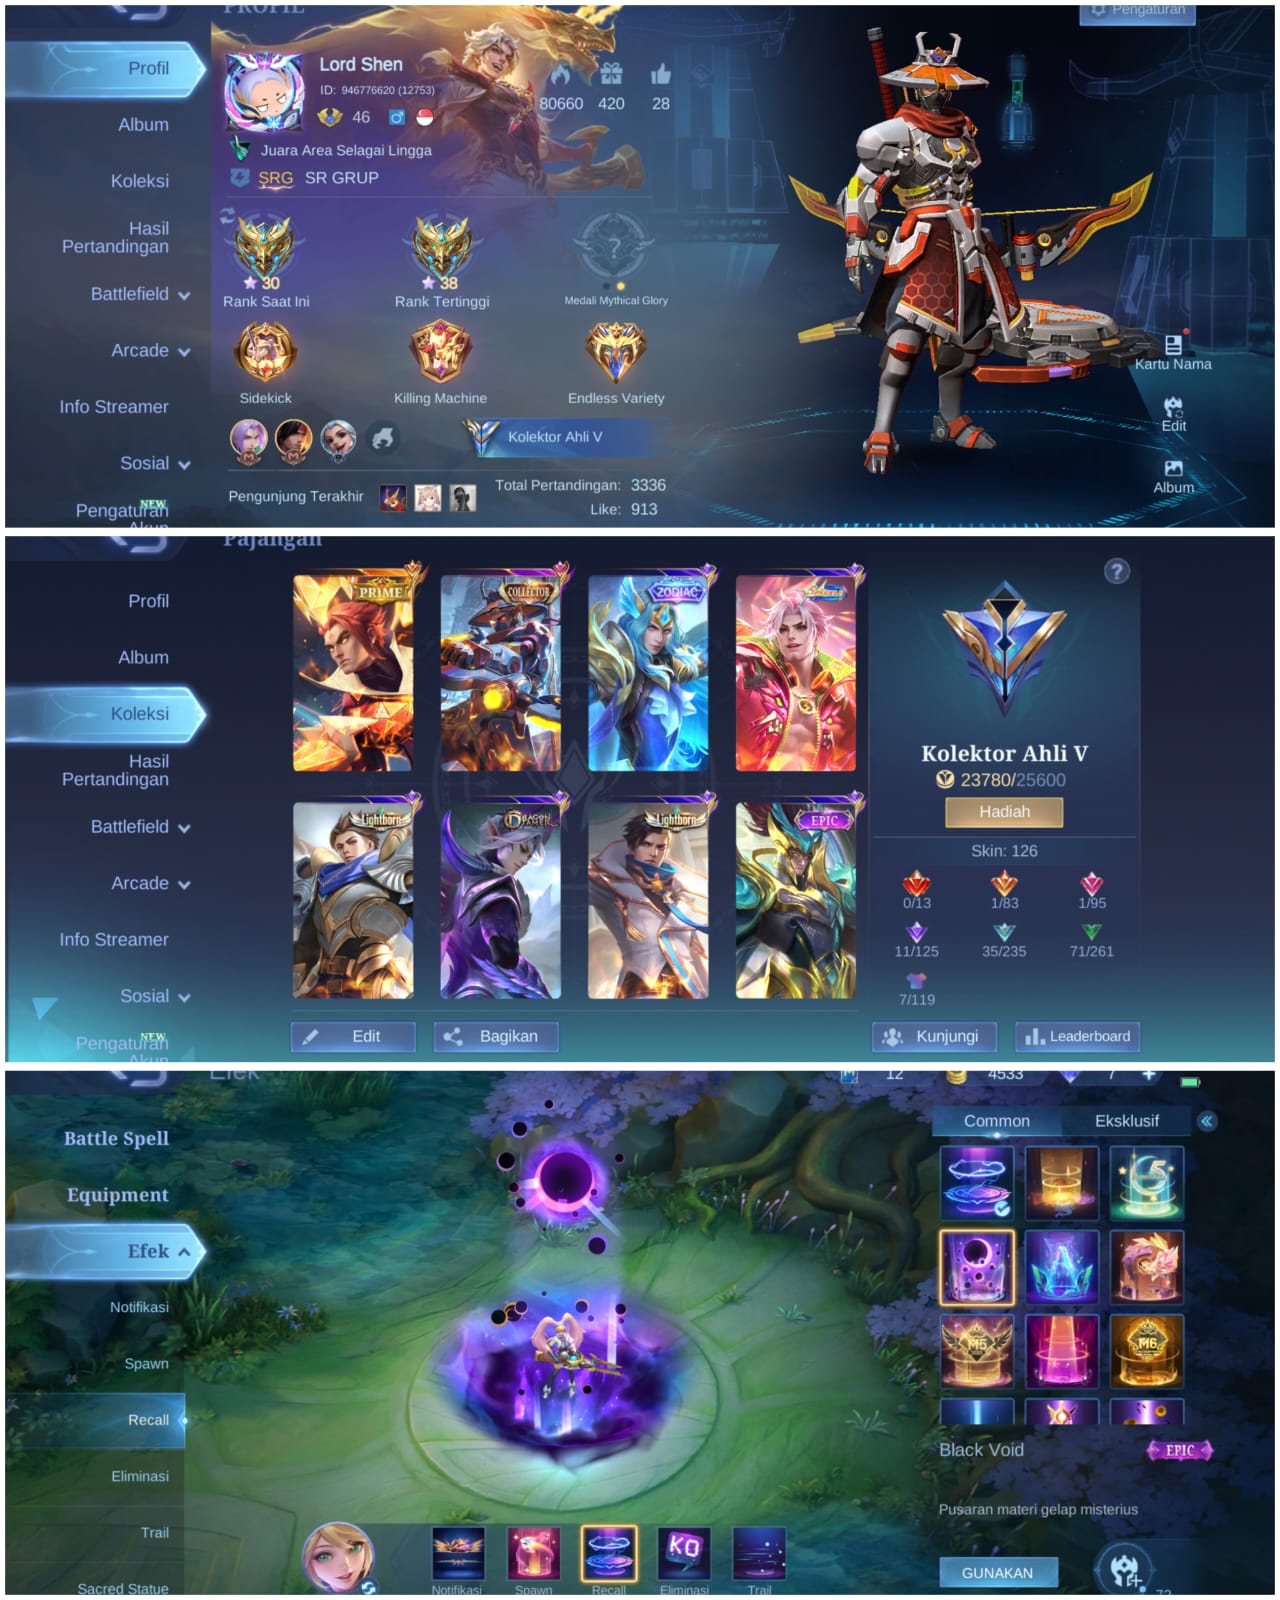 PROFIL
Pengaturan
Profil
Album
Koleksi
Hasil
Pertandingan
Battlefield
Arcade
Info Streamer
Sosial
NEW
Pengaturan
Akun
Lord Shen
ID: 946776620 (12753)
46
80660
420
28
Juara Area Selagai Lingga
SRG SR GRUP
30
Rank Saat Ini
38
Rank Tertinggi
?
Medali Mythical Glory
Sidekick
Killing Machine
Endless Variety
Kolektor Ahli V
Pengunjung Terakhir
Total Pertandingan: 3336
Like: 913
Kartu Nama
Edit
Album
Pajangan
Profil
Album
Koleksi
Hasil
Pertandingan
Battlefield
Arcade
Info Streamer
Sosial
NEW
Pengaturan
Akun
PRIME
COLLECTOR
ZODIAC
Lightborn
DRAGON
TAMER
Lightborn
EPIC
Edit
Bagikan
?
Kolektor Ahli V
23780/25600
Hadiah
Skin: 126
0/13
1/83
1/95
11/125
35/235
71/261
7/119
Kunjungi
Leaderboard
Efek
12
4533
7
+
Battle Spell
Equipment
Efek
Notifikasi
Spawn
Recall
Eliminasi
Trail
Sacred Statue
Common
Eksklusif
5
M5
M6
Black Void
EPIC
Pusaran materi gelap misterius
GUNAKAN
KO
Notifikasi
Spawn
Recall
Eliminasi
Trail